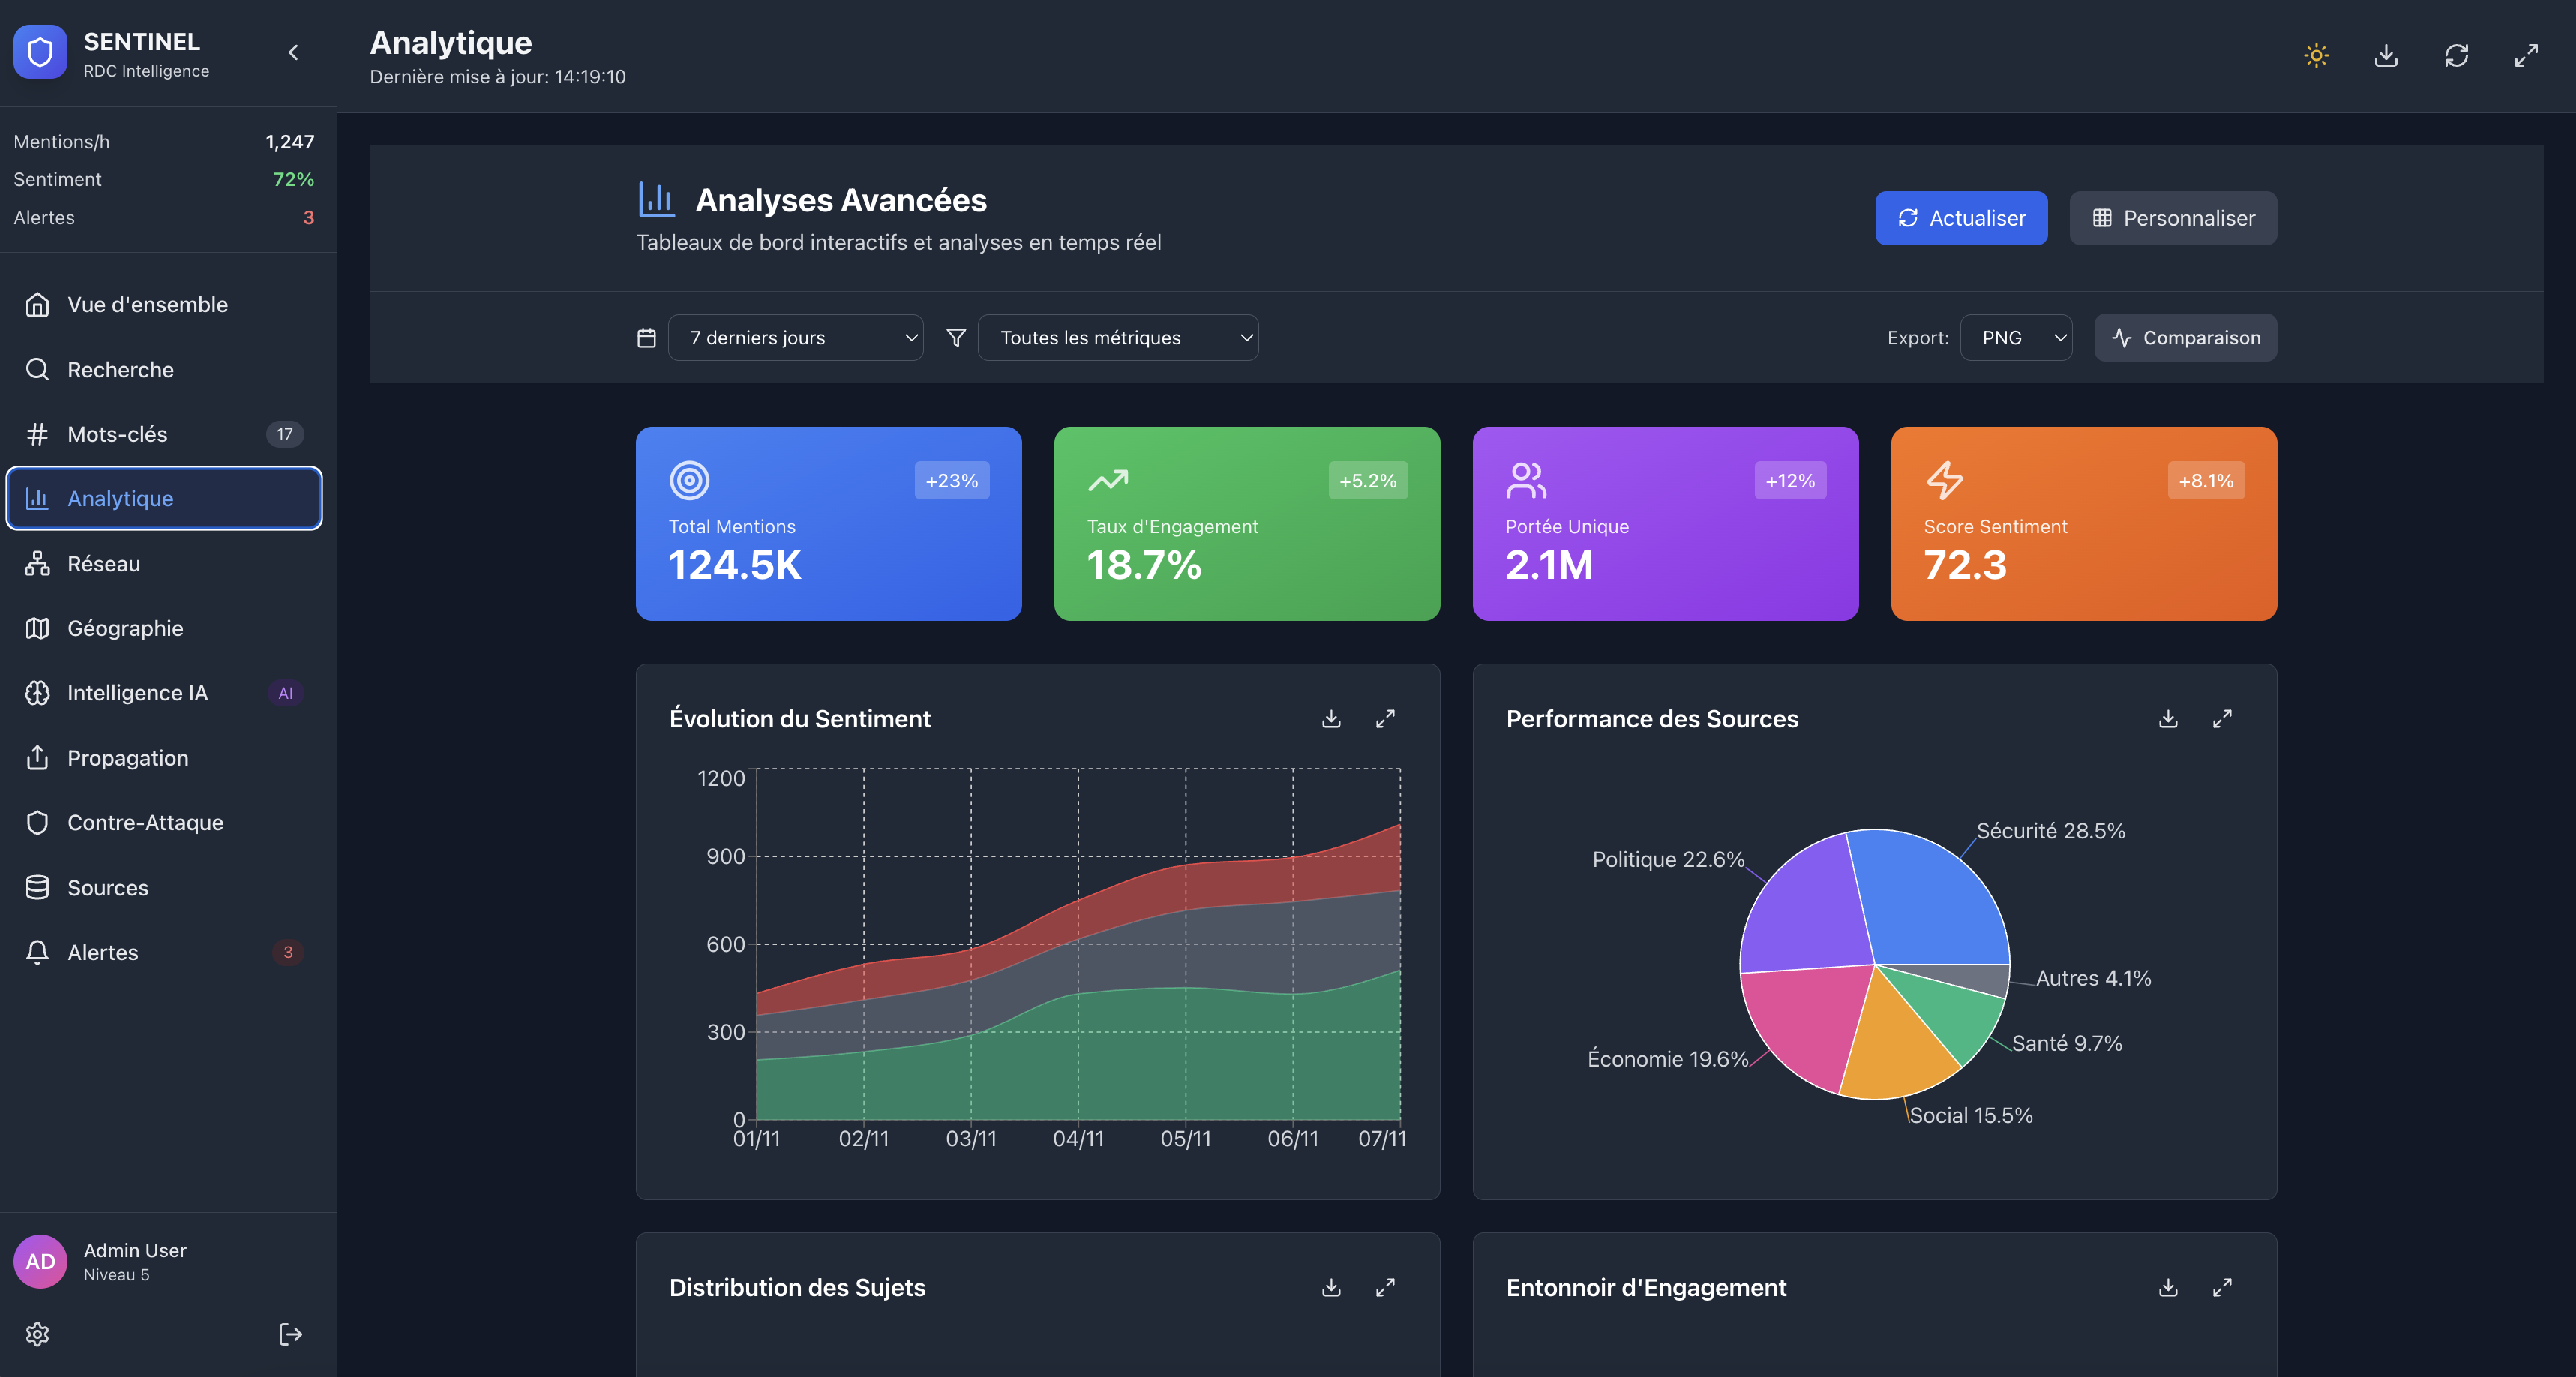 SENTINEL
RDC Intelligence
Mentions/h 1,247
Sentiment 72%
Alertes 3
Vue d'ensemble
Recherche
Mots-clés 17
Analytique
Réseau
Géographie
Intelligence IA AI
Propagation
Contre-Attaque
Sources
Alertes 3
AD
Admin User
Niveau 5
Analytique
Dernière mise à jour: 14:19:10
Analyses Avancées
Tableaux de bord interactifs et analyses en temps réel
Actualiser
Personnaliser
7 derniers jours
Toutes les métriques
Export:
PNG
Comparaison
+23%
Total Mentions
124.5K
+5.2%
Taux d'Engagement
18.7%
+12%
Portée Unique
2.1M
+8.1%
Score Sentiment
72.3
Évolution du Sentiment
1200
900
600
300
0
01/11 02/11 03/11 04/11 05/11 06/11 07/11
Performance des Sources
Sécurité 28.5%
Politique 22.6%
Autres 4.1%
Santé 9.7%
Économie 19.6%
Social 15.5%
Distribution des Sujets
Entonnoir d'Engagement